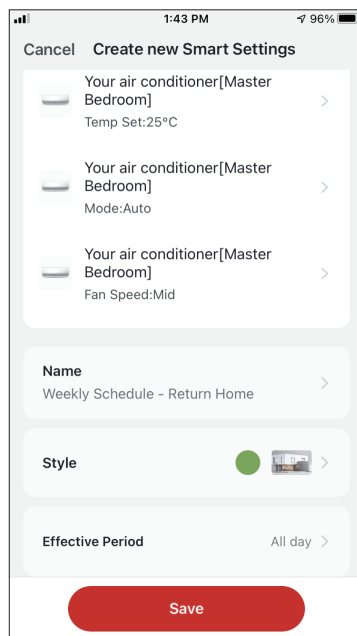 1:43 PM
96%
Cancel Create new Smart Settings
Your air conditioner[Master
Bedroom]
Temp Set:25°C
Your air conditioner[Master
Bedroom]
Mode:Auto
Your air conditioner[Master
Bedroom]
Fan Speed:Mid
Name
Weekly Schedule - Return Home
Style
Effective Period All day
Save